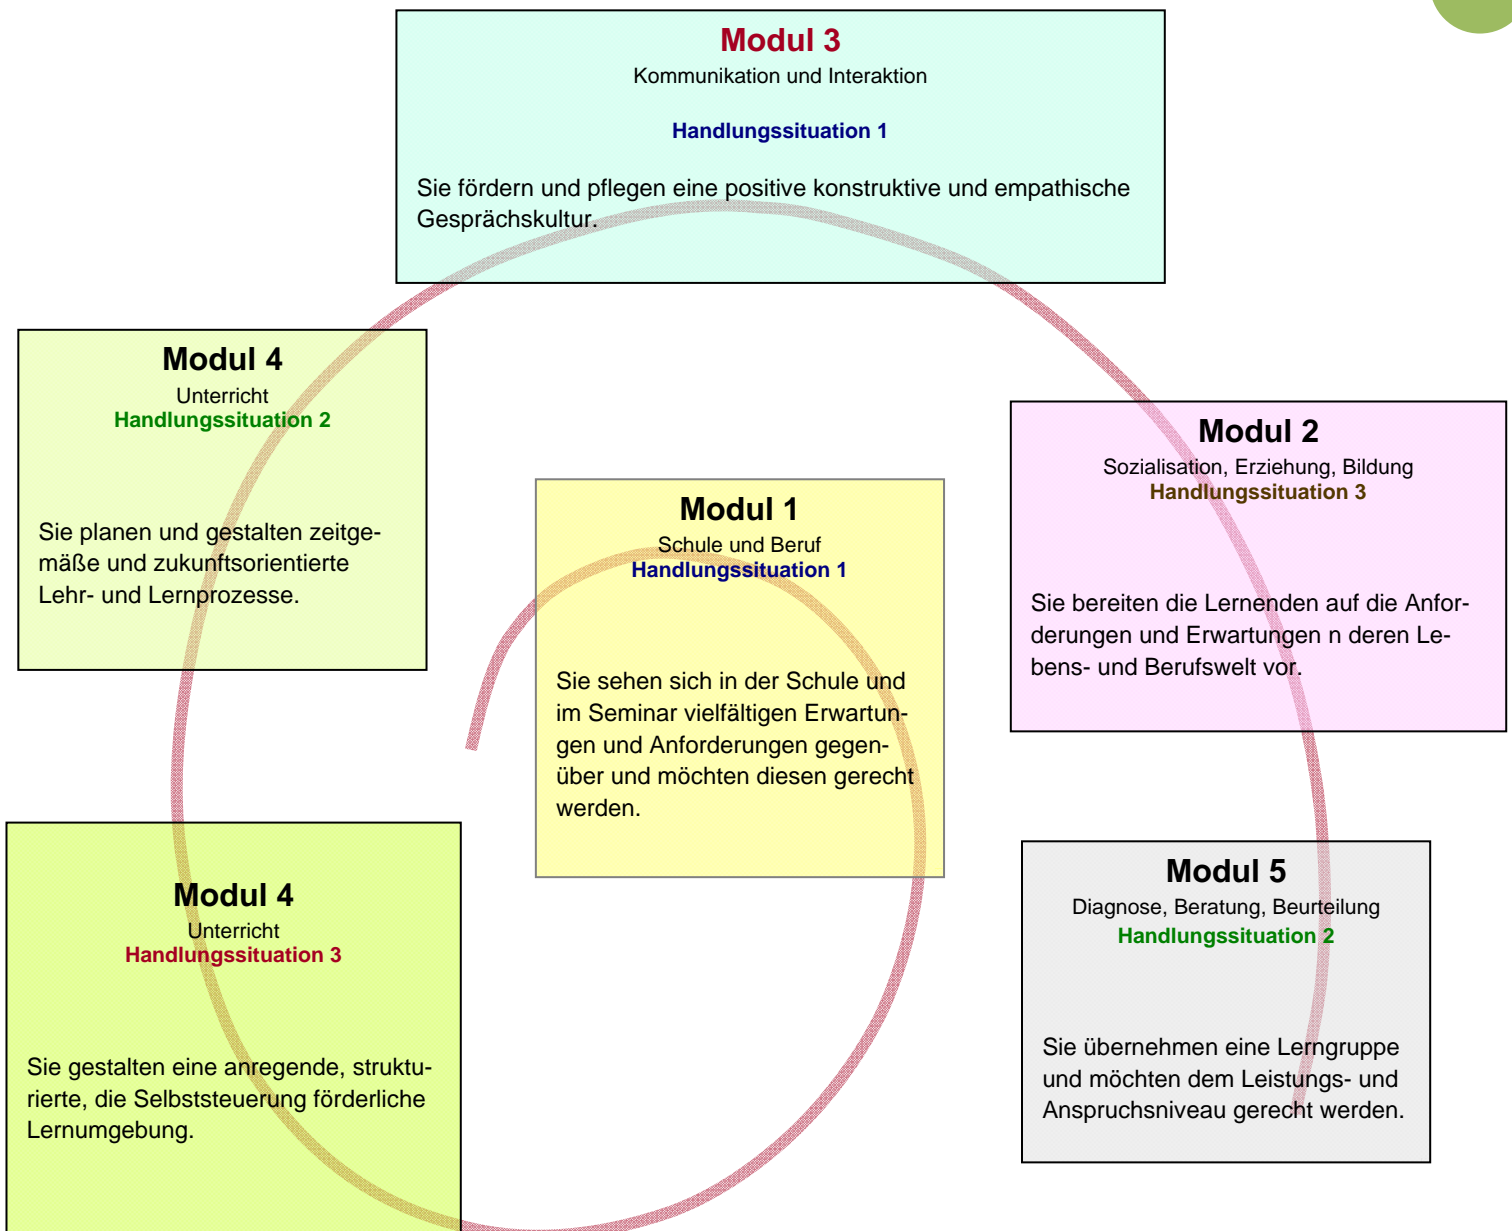 Modul 3
Kommunikation und Interaktion
Handlungssituation 1
Sie fördern und pflegen eine positive konstruktive und empathische
Gesprächskultur.
Modul 4
Unterricht
Handlungssituation 2
Sie planen und gestalten zeitge-
mäße und zukunftsorientierte
Lehr- und Lernprozesse.
Modul 2
Sozialisation, Erziehung, Bildung
Handlungssituation 3
Sie bereiten die Lernenden auf die Anfor-
derungen und Erwartungen n deren Le-
bens- und Berufswelt vor.
Modul 1
Schule und Beruf
Handlungssituation 1
Sie sehen sich in der Schule und
im Seminar vielfältigen Erwartun-
gen und Anforderungen gegen-
über und möchten diesen gerecht
werden.
Modul 4
Unterricht
Handlungssituation 3
Sie gestalten eine anregende, struktu-
rierte, die Selbststeuerung förderliche
Lernumgebung.
Modul 5
Diagnose, Beratung, Beurteilung
Handlungssituation 2
Sie übernehmen eine Lerngruppe
und möchten dem Leistungs- und
Anspruchsniveau gerecht werden.